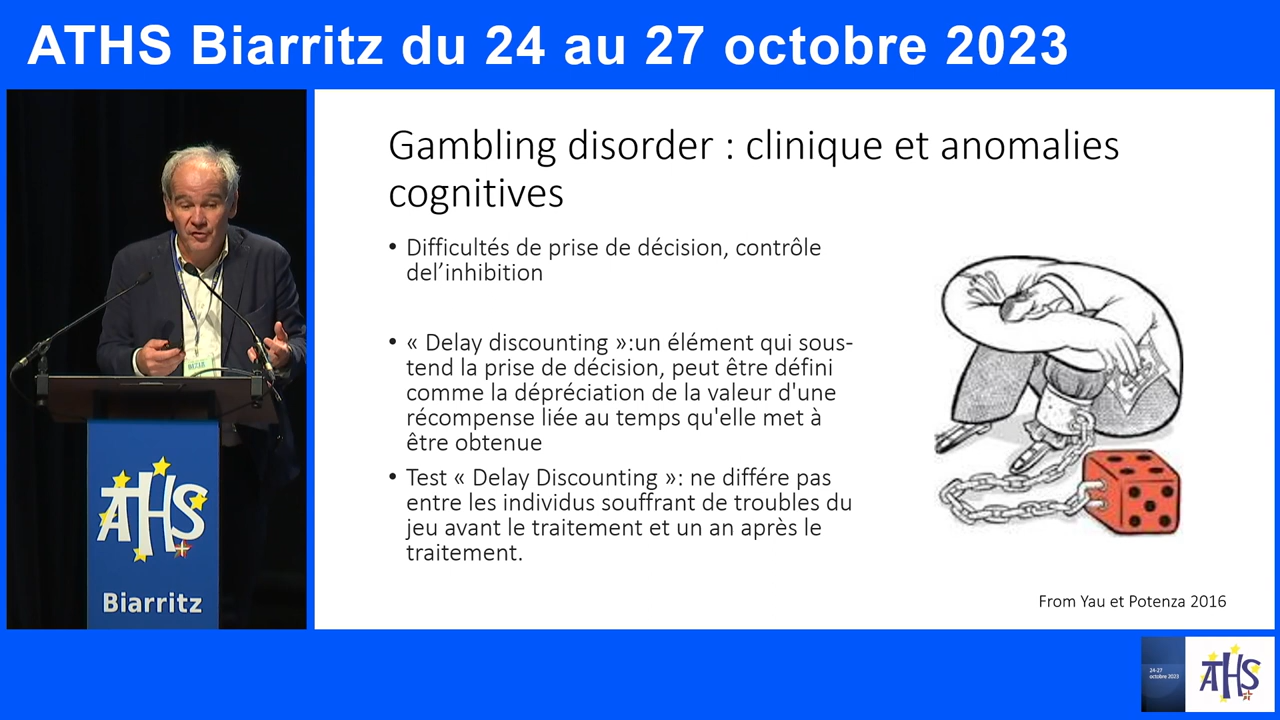 ATHS Biarritz du 24 au 27 octobre 2023
Gambling disorder : clinique et anomalies
cognitives
• Difficultés de prise de décision, contrôle
del’inhibition
• « Delay discounting »:un élément qui sous-
tend la prise de décision, peut être défini
comme la dépréciation de la valeur d'une
récompense liée au temps qu'elle met à
être obtenue
• Test « Delay Discounting »: ne différe pas
entre les individus souffrant de troubles du
jeu avant le traitement et un an après le
traitement.
From Yau et Potenza 2016
ATHS
Biarritz
24-27
octobre 2023
ATHS